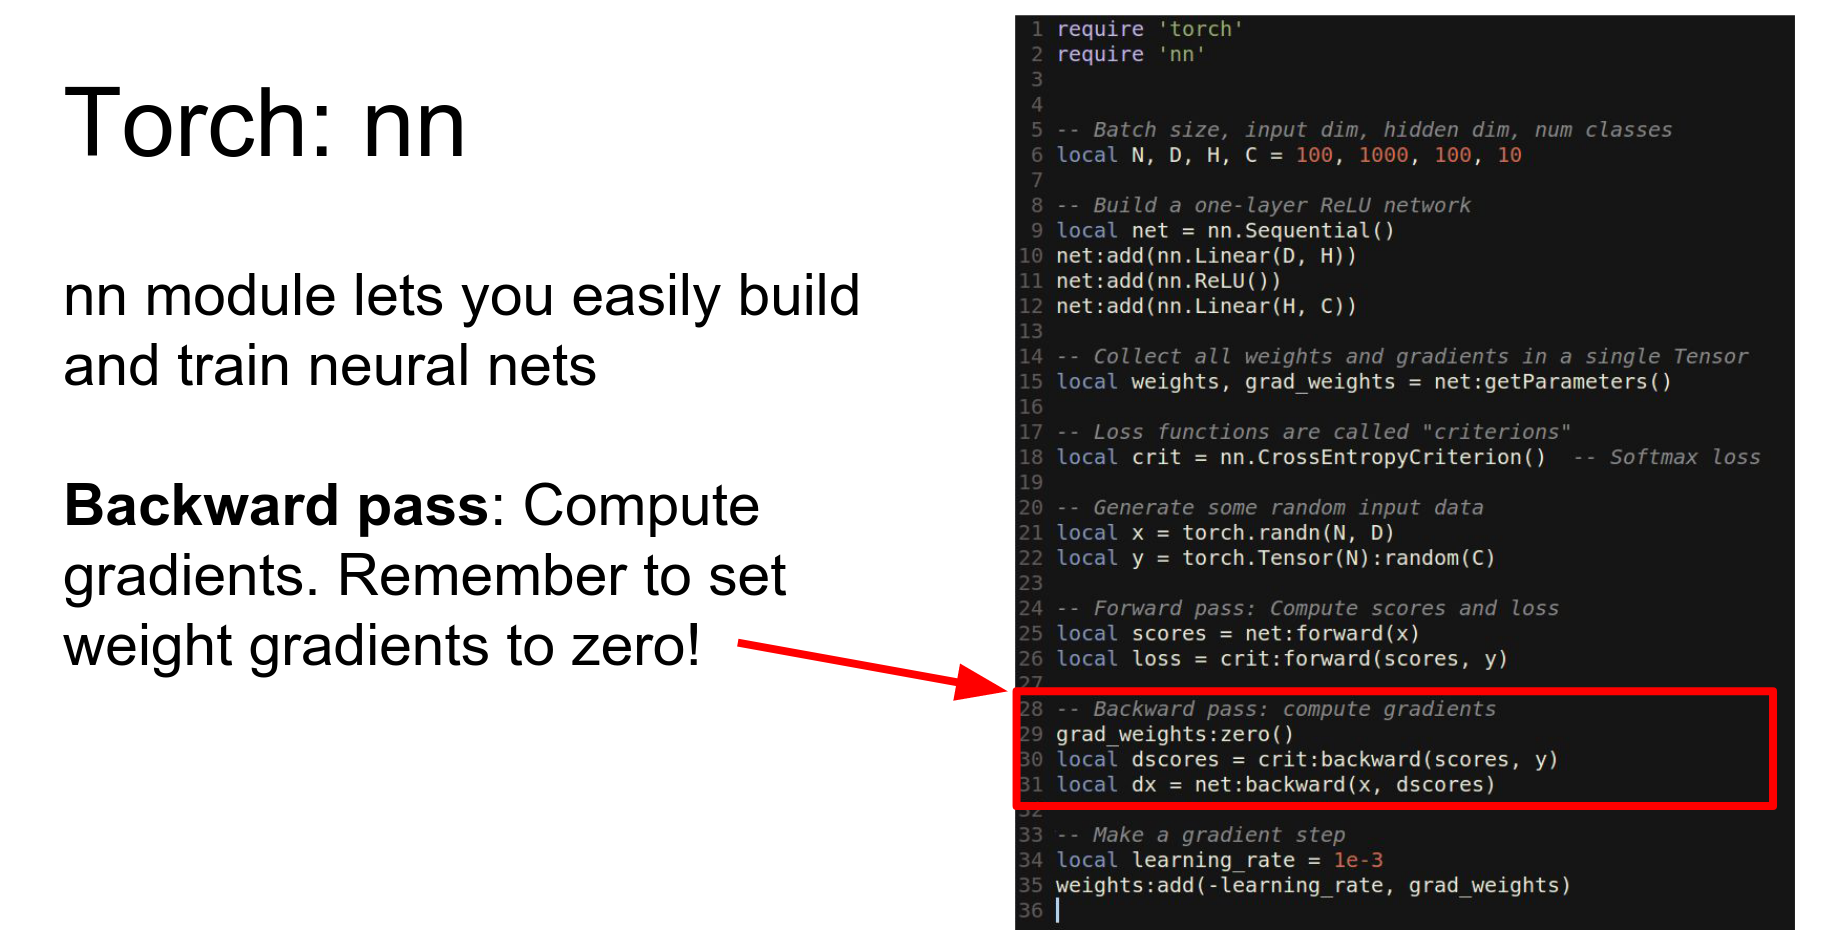 Torch: nn
nn module lets you easily build
and train neural nets
Backward pass: Compute
gradients. Remember to set
weight gradients to zero!
1 require 'torch'
2 require 'nn'
3
4
5 -- Batch size, input dim, hidden dim, num classes
6 local N, D, H, C = 100, 1000, 100, 10
7
8 -- Build a one-layer ReLU network
9 local net = nn.Sequential()
10 net:add(nn.Linear(D, H))
11 net:add(nn.ReLU())
12 net:add(nn.Linear(H, C))
13
14 -- Collect all weights and gradients in a single Tensor
15 local weights, grad_weights = net:getParameters()
16
17 -- Loss functions are called "criterions"
18 local crit = nn.CrossEntropyCriterion()  -- Softmax loss
19
20 -- Generate some random input data
21 local x = torch.randn(N, D)
22 local y = torch.Tensor(N):random(C)
23
24 -- Forward pass: Compute scores and loss
25 local scores = net:forward(x)
26 local loss = crit:forward(scores, y)
27
28 -- Backward pass: compute gradients
29 grad_weights:zero()
30 local dscores = crit:backward(scores, y)
31 local dx = net:backward(x, dscores)
32
33 -- Make a gradient step
34 local learning_rate = 1e-3
35 weights:add(-learning_rate, grad_weights)
36